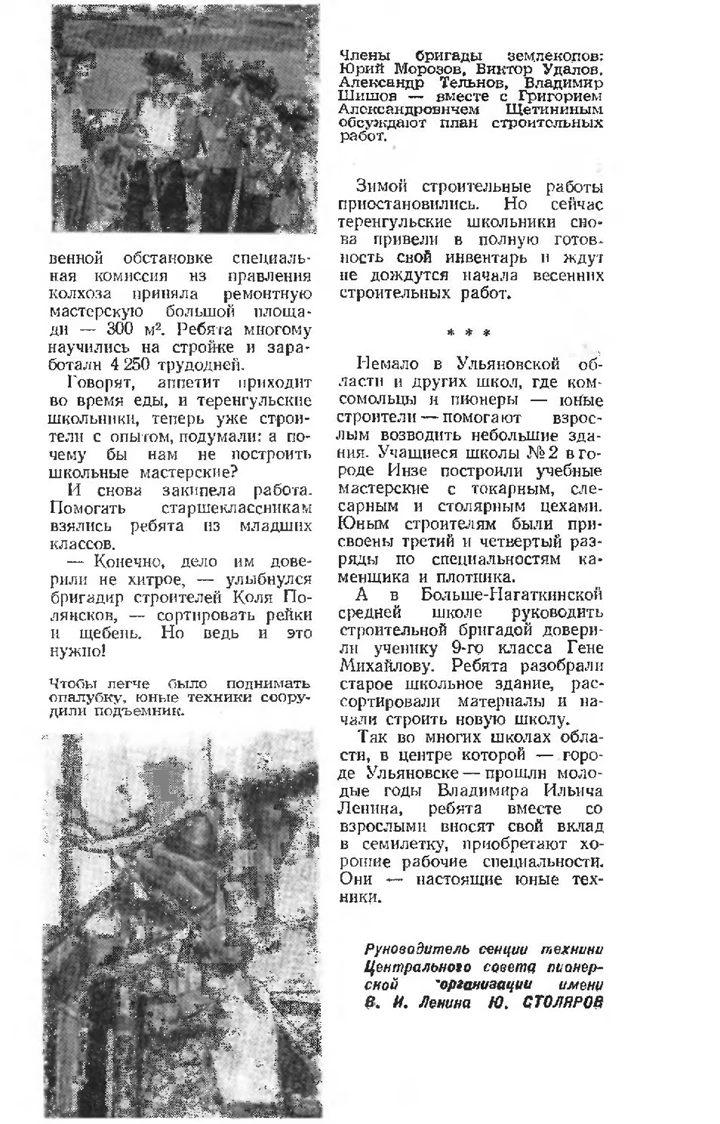 Члены бригады землекопов:
Юрий Морозов, Виктор Удалов,
Александр Тельнов, Владимир
Шишов — вместе с Григорием
Александровичем Щетининым
обсуждают план строительных
работ.
венной обстановке специаль-
ная комиссия из правления
колхоза приняла ремонтную
мастерскую большой площа-
ди — 300 м². Ребята многому
научились на стройке и зара-
ботали 4 250 трудодней.
Говорят, аппетит приходит
во время еды, и теренгульские
школьники, теперь уже строи-
тели с опытом, подумали: а по-
чему бы нам не построить
школьные мастерские?
И снова закипела работа.
Помогать старшеклассникам
взялись ребята из младших
классов.
— Конечно, дело им дове-
рили не хитрое, — улыбнулся
бригадир строителей Коля По-
лянсков, — сортировать рейки
и щебень. Но ведь и это
нужно!
Чтобы легче было поднимать
опалубку, юные техники соору-
дили подъемник.
Зимой строительные работы
приостановились. Но сейчас
теренгульские школьники сно-
ва привели в полную готов-
ность свой инвентарь и ждут
не дождутся начала весенних
строительных работ.
* * *
Немало в Ульяновской об-
ласти и других школ, где ком-
сомольцы и пионеры — юные
строители — помогают взрос-
лым возводить небольшие зда-
ния. Учащиеся школы № 2 в го-
роде Инзе построили учебные
мастерские с токарным, сле-
сарным и столярным цехами.
Юным строителям были при-
своены третий и четвертый раз-
ряды по специальностям ка-
менщика и плотника.
А в Больше-Нагаткинской
средней школе руководить
строительной бригадой довери-
ли ученику 9-го класса Гене
Михайлову. Ребята разобрали
старое школьное здание, рас-
сортировали материалы и на-
чали строить новую школу.
Так во многих школах обла-
сти, в центре которой — горо-
де Ульяновске — прошли моло-
дые годы Владимира Ильича
Ленина, ребята вместе со
взрослыми вносят свой вклад
в семилетку, приобретают хо-
рошие рабочие специальности.
Они — настоящие юные тех-
ники.
Руководитель секции техники
Центрального совета пионер-
ской организации имени
В. И. Ленина Ю. СТОЛЯРОВ